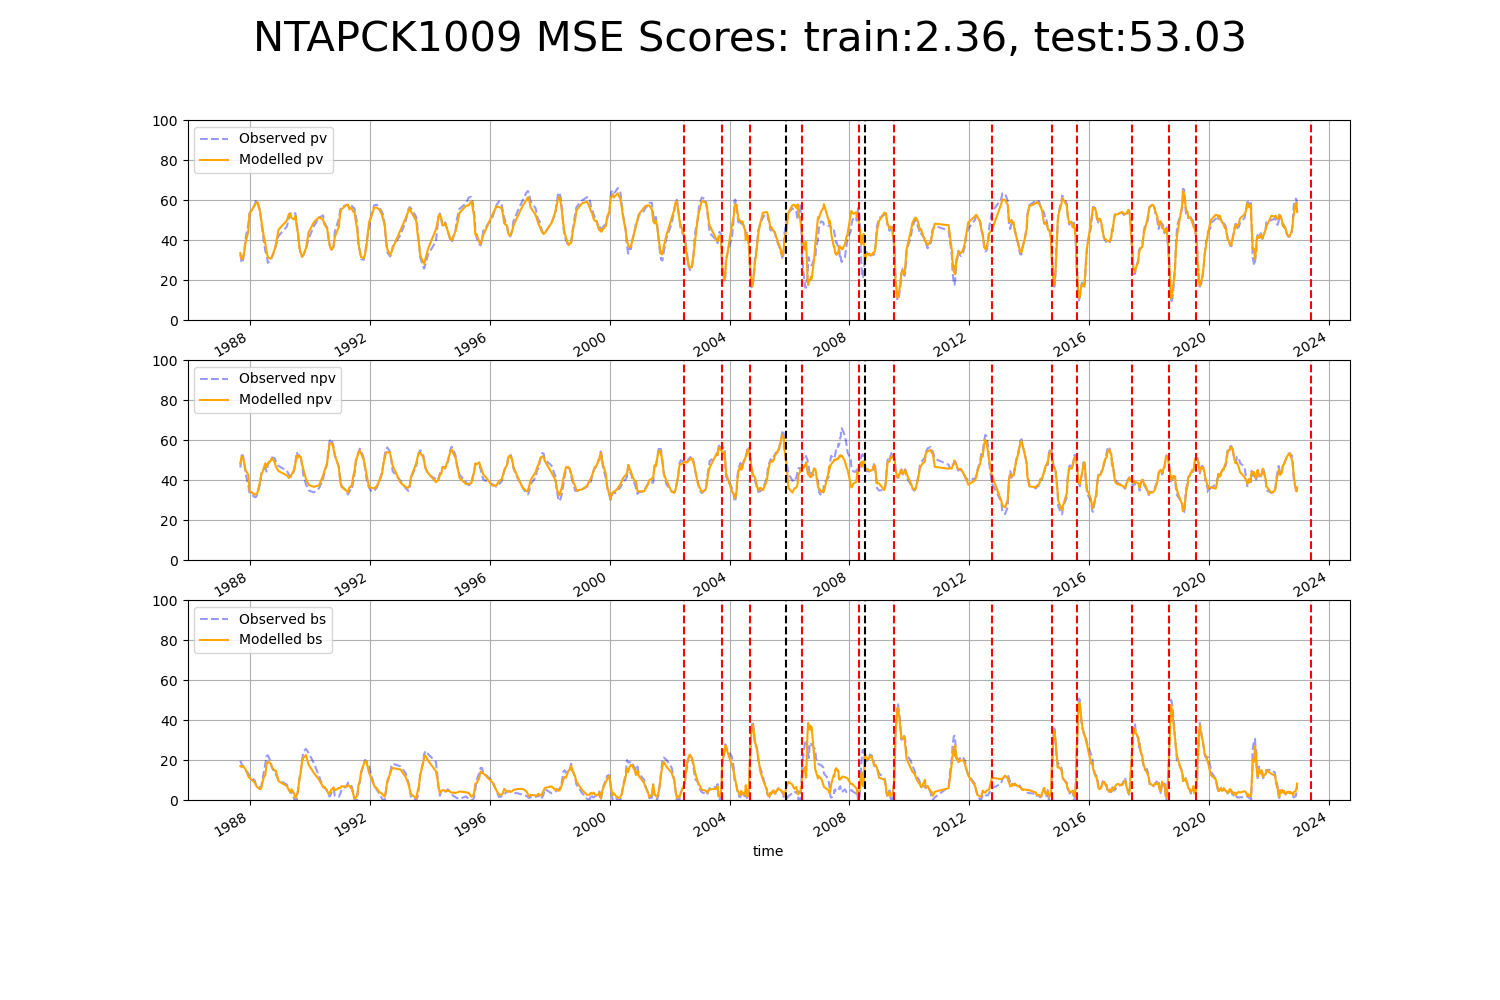 NTAPCK1009 MSE Scores: train:2.36, test:53.03
100
80
60
40
20
0
Observed pv
Modelled pv
1988 1992 1996 2000 2004 2008 2012 2016 2020 2024
100
80
60
40
20
0
Observed npv
Modelled npv
1988 1992 1996 2000 2004 2008 2012 2016 2020 2024
100
80
60
40
20
0
Observed bs
Modelled bs
1988 1992 1996 2000 2004 2008 2012 2016 2020 2024
time